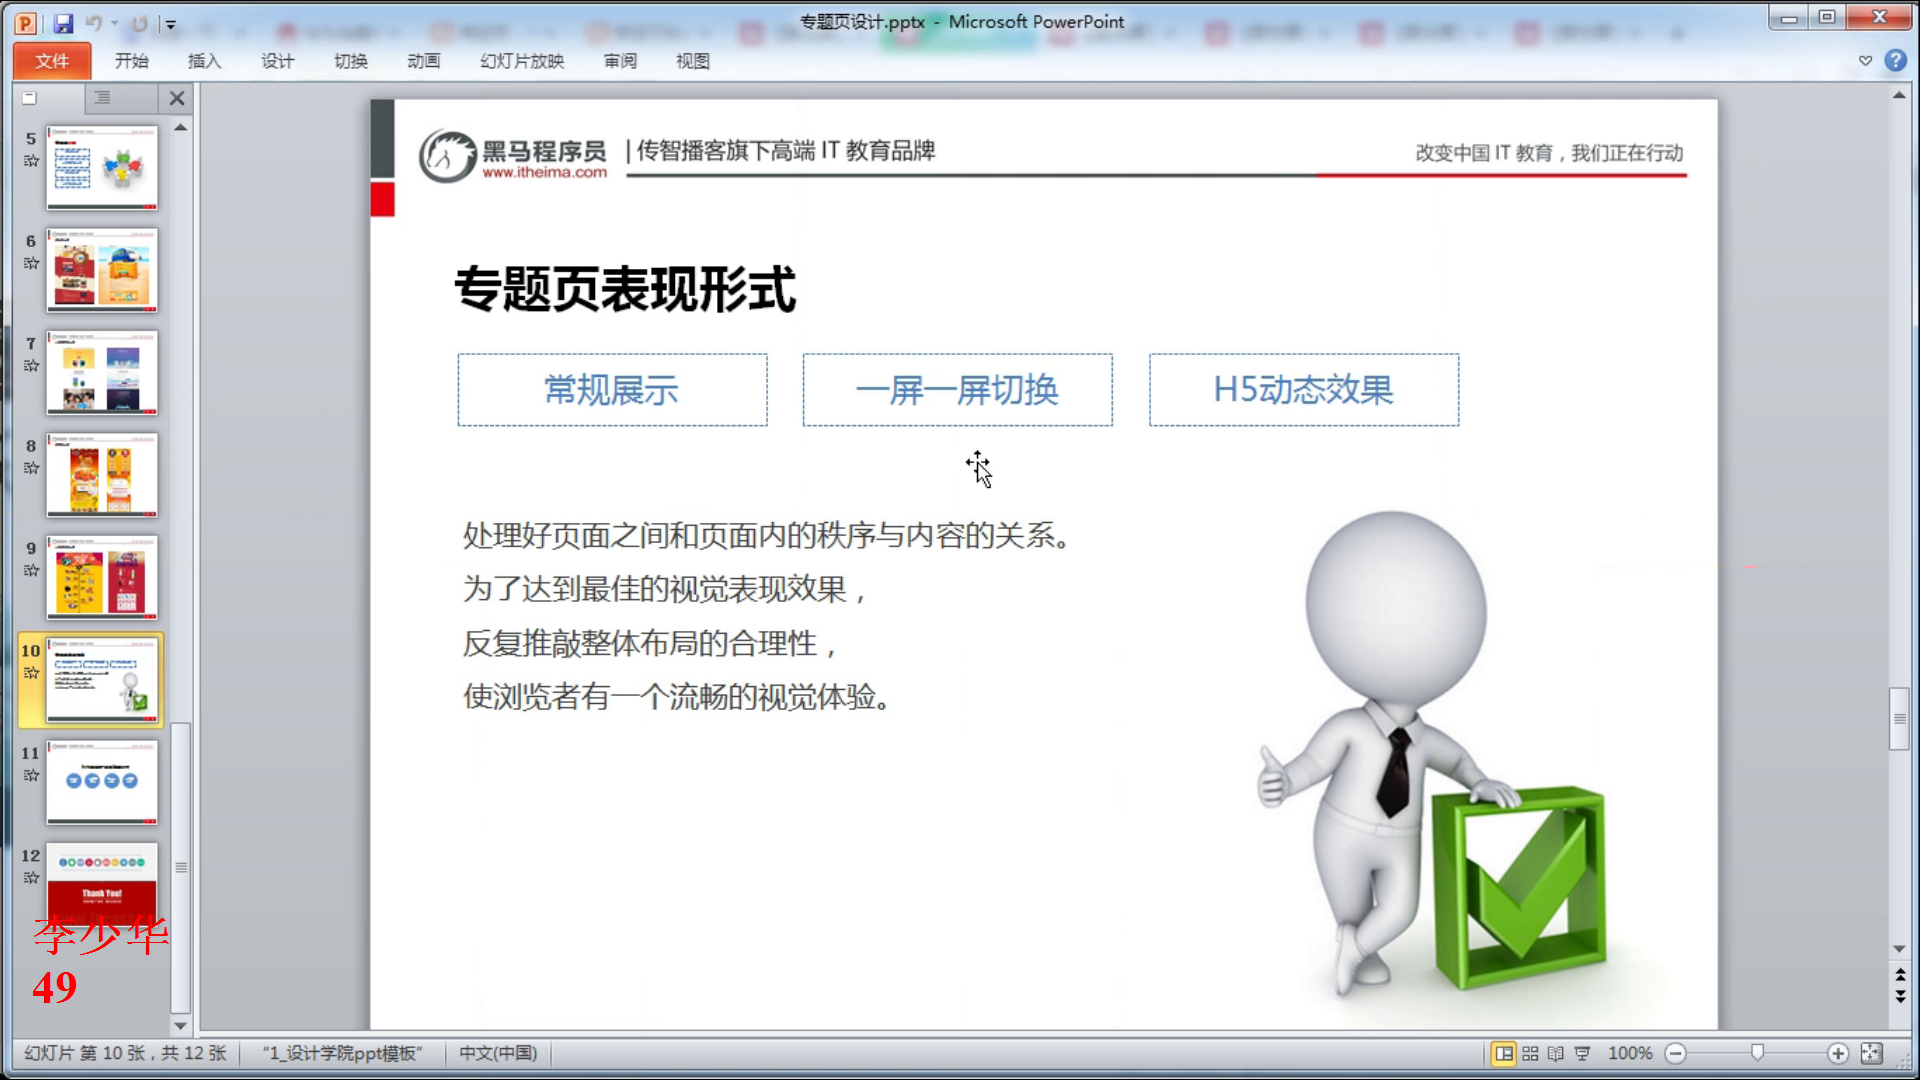 专题页设计.pptx - Microsoft PowerPoint
文件 开始 插入 设计 切换 动画 幻灯片放映 审阅 视图
黑马程序员
www.itheima.com
传智播客旗下高端 IT 教育品牌
改变中国 IT 教育，我们正在行动
专题页表现形式
常规展示
一屏一屏切换
H5动态效果
处理好页面之间和页面内的秩序与内容的关系。
为了达到最佳的视觉表现效果，
反复推敲整体布局的合理性，
使浏览者有一个流畅的视觉体验。
5
6
7
8
9
10
11
12
Thank You!
李少华
49
幻灯片 第 10 张，共 12 张 “1_设计学院ppt模板” 中文(中国) 100%